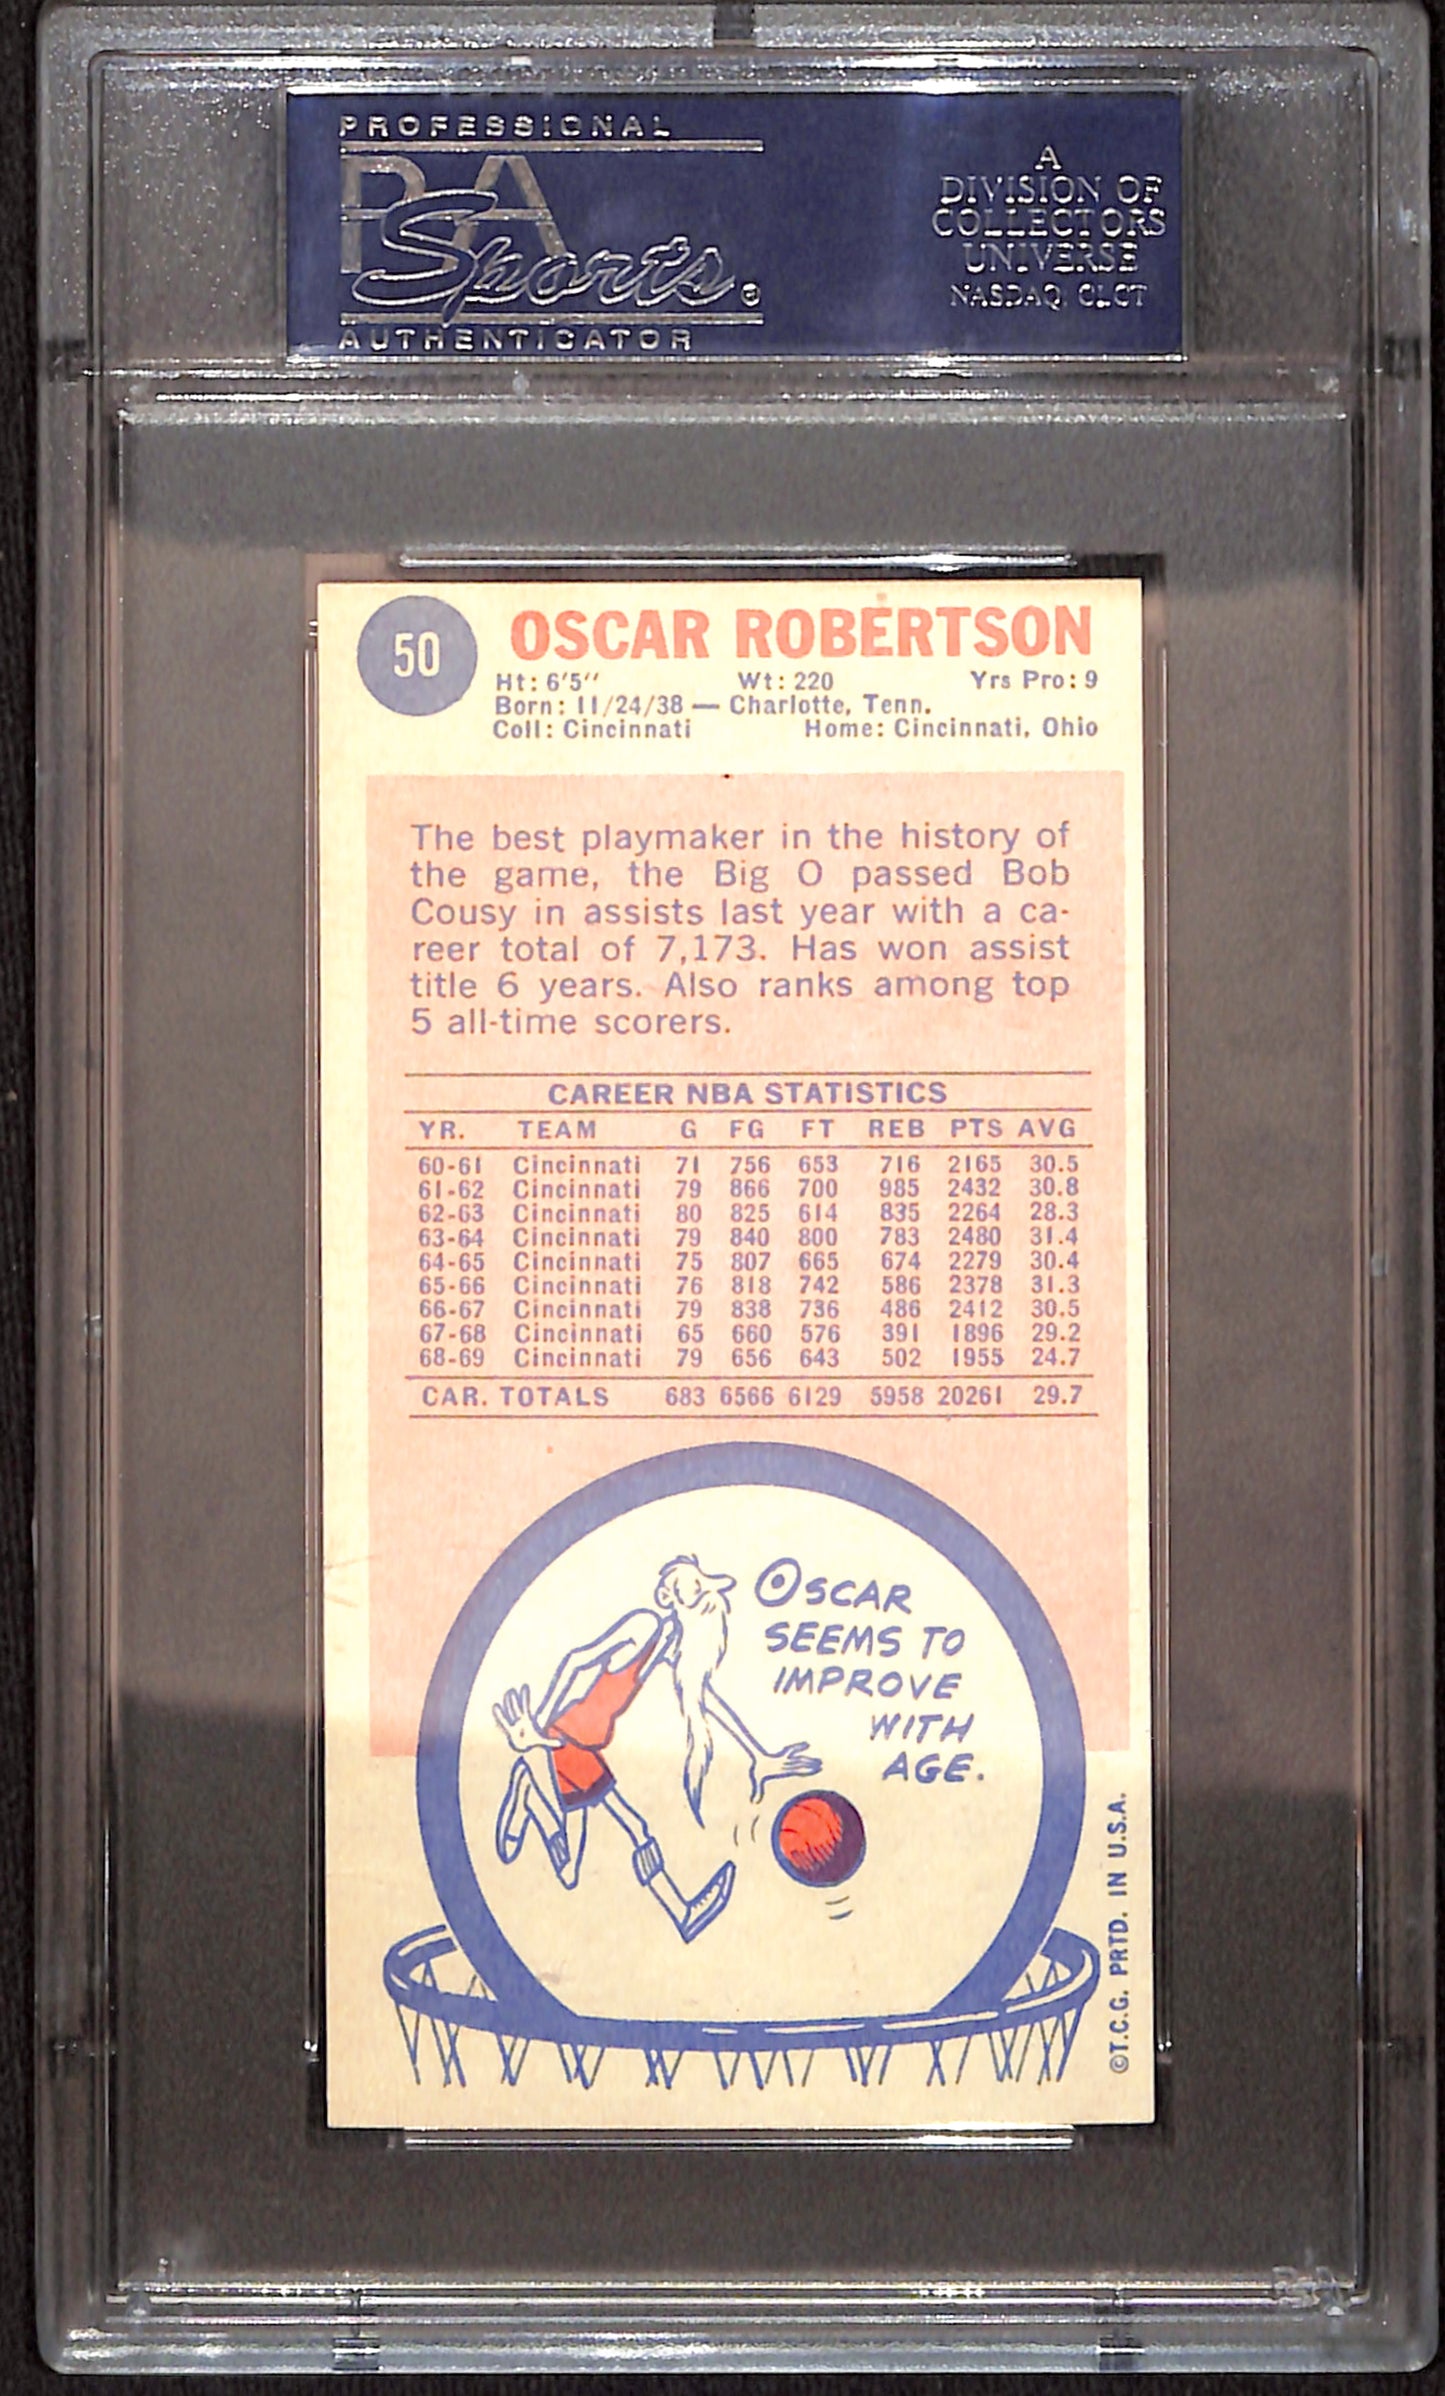 PROFESSIONAL
PSA
Sports®
AUTHENTICATOR
A
DIVISION OF
COLLECTORS
UNIVERSE
NASDAQ: CLCT
50
OSCAR ROBERTSON
Ht: 6'5'' Wt: 220 Yrs Pro: 9
Born: 11/24/38 — Charlotte, Tenn.
Coll: Cincinnati Home: Cincinnati, Ohio
The best playmaker in the history of
the game, the Big O passed Bob
Cousy in assists last year with a ca-
reer total of 7,173. Has won assist
title 6 years. Also ranks among top
5 all-time scorers.
CAREER NBA STATISTICS
YR. TEAM G FG FT REB PTS AVG
60-61 Cincinnati 71 756 653 716 2165 30.5
61-62 Cincinnati 79 866 700 985 2432 30.8
62-63 Cincinnati 80 825 614 835 2264 28.3
63-64 Cincinnati 79 840 800 783 2480 31.4
64-65 Cincinnati 75 807 665 674 2279 30.4
65-66 Cincinnati 76 818 742 586 2378 31.3
66-67 Cincinnati 79 838 736 486 2412 30.5
67-68 Cincinnati 65 660 576 391 1896 29.2
68-69 Cincinnati 79 656 643 502 1955 24.7
CAR. TOTALS 683 6566 6129 5958 20261 29.7
OSCAR
SEEMS TO
IMPROVE
WITH
AGE.
©T.C.G. PRTD. IN U.S.A.
PSA